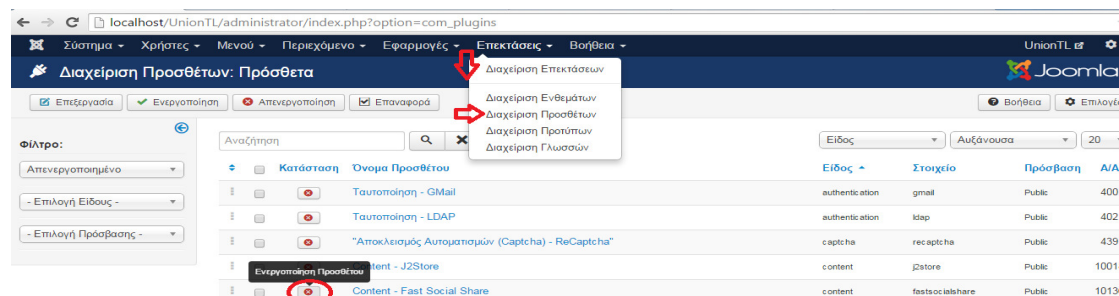 localhost/UnionTL/administrator/index.php?option=com_plugins
Σύστημα Χρήστες Μενού Περιεχόμενο Εφαρμογές Επεκτάσεις Βοήθεια UnionTL
Διαχείριση Προσθέτων: Πρόσθετα
Joomla
Διαχείριση Επεκτάσεων
Διαχείριση Ενθεμάτων
Διαχείριση Προσθέτων
Διαχείριση Προτύπων
Διαχείριση Γλωσσών
Επεξεργασία Ενεργοποίηση Απενεργοποίηση Επαναφορά Βοήθεια Επιλογές
Φίλτρο:
Απενεργοποιημένο
- Επιλογή Είδους -
- Επιλογή Πρόσβασης -
Αναζήτηση Είδος Αύξουσα 20
Κατάσταση Όνομα Προσθέτου Είδος Στοιχείο Πρόσβαση Α/Α
Ταυτοποίηση - GMail authentication gmail Public 400
Ταυτοποίηση - LDAP authentication ldap Public 402
"Αποκλεισμός Αυτοματισμών (Captcha) - ReCaptcha" captcha recaptcha Public 439
Ενεργοποίηση Προσθέτου
Content - J2Store content j2store Public 1001
Content - Fast Social Share content fastsocialshare Public 1013